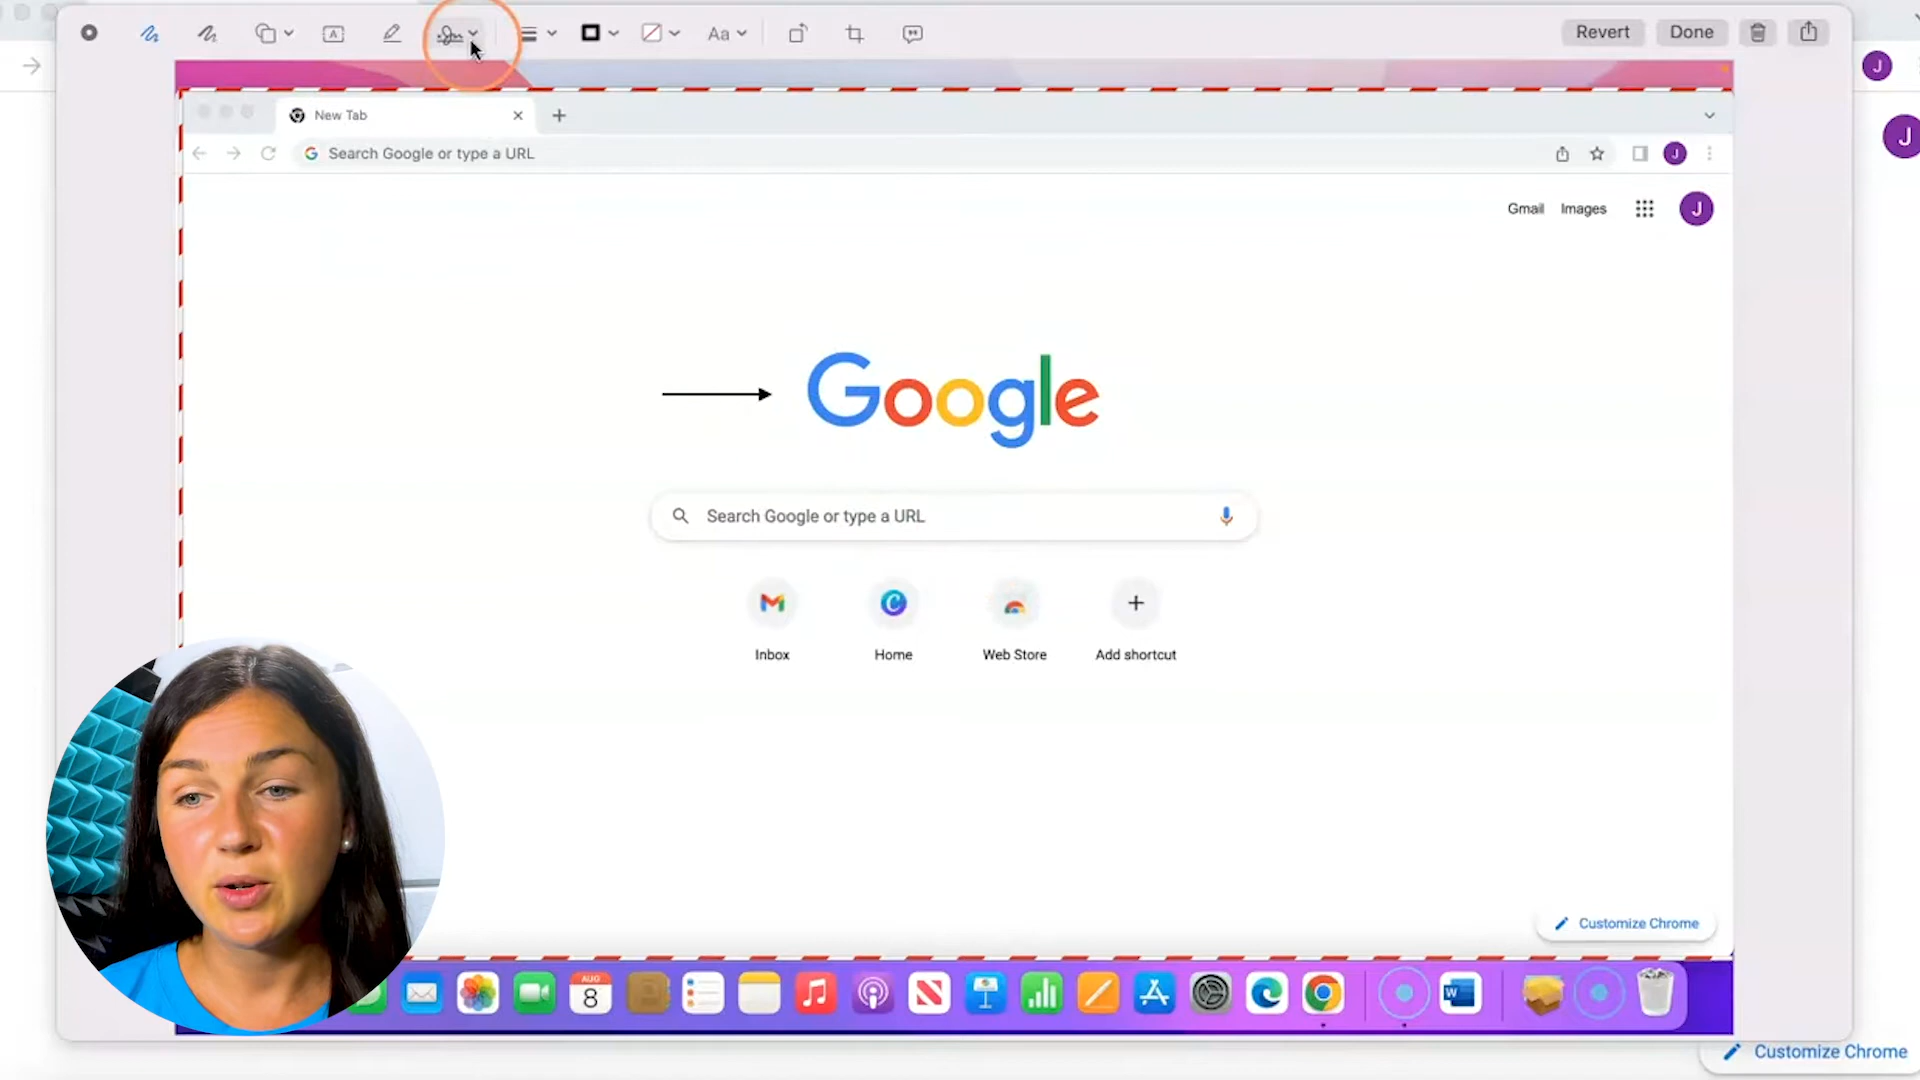 A
Aa
Revert
Done
J
New Tab
Search Google or type a URL
J
J
Gmail
Images
J
Google
Search Google or type a URL
Inbox
Home
Web Store
Add shortcut
Customize Chrome
AUG
8
W
Customize Chrome